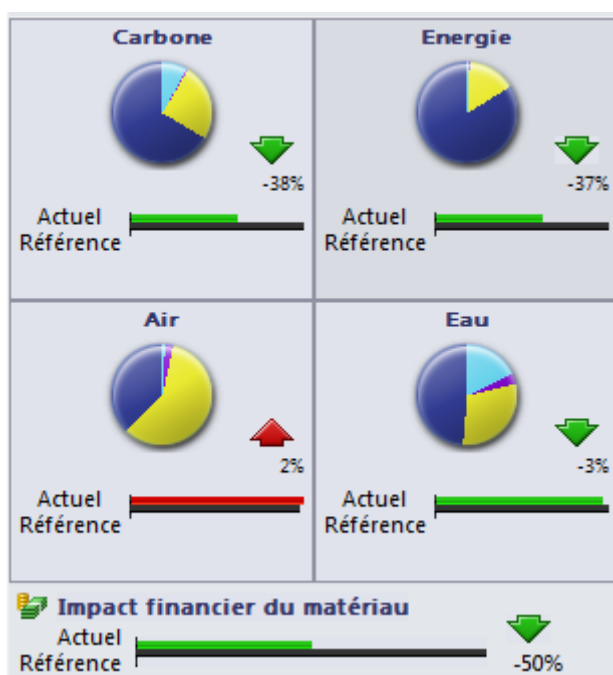 Carbone
-38%
Actuel
Référence
Energie
-37%
Actuel
Référence
Air
2%
Actuel
Référence
Eau
-3%
Actuel
Référence
Impact financier du matériau
Actuel
Référence
-50%